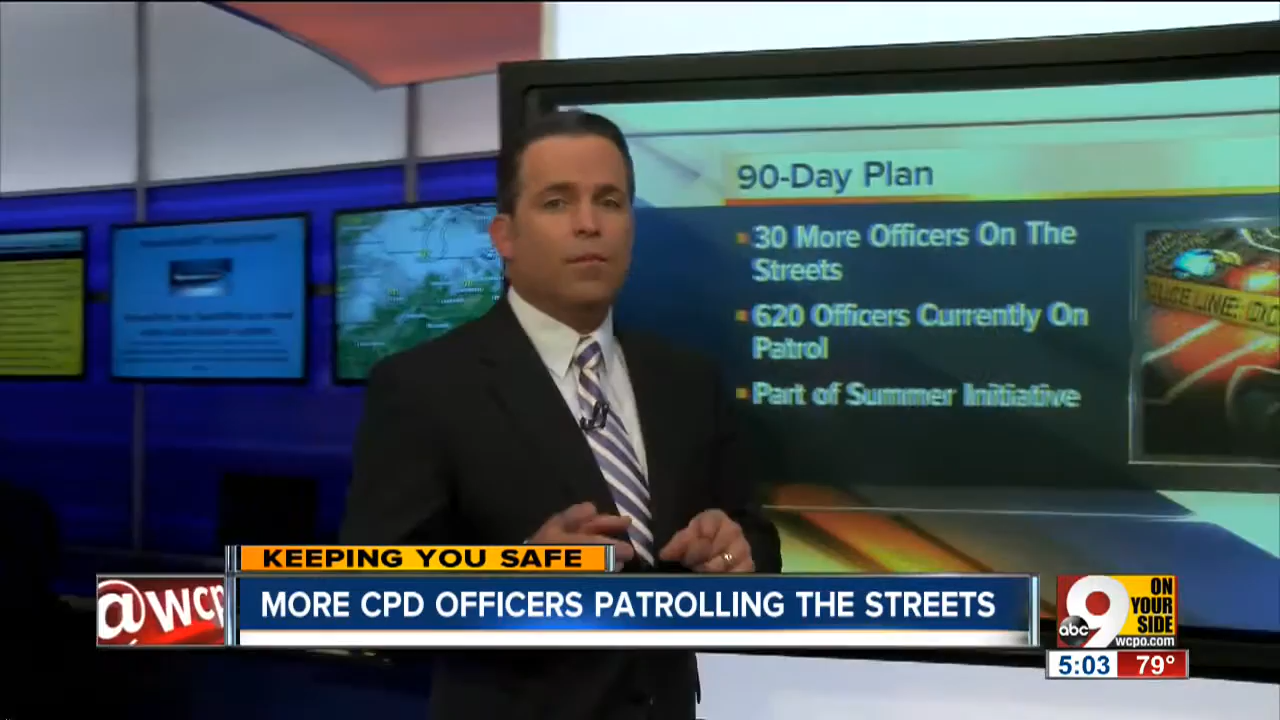 90-Day Plan
30 More Officers On The
Streets
620 Officers Currently On
Patrol
Part of Summer Initiative
KEEPING YOU SAFE
@wcp
MORE CPD OFFICERS PATROLLING THE STREETS
abc 9
ON
YOUR
SIDE
wcpo.com
5:03 79°